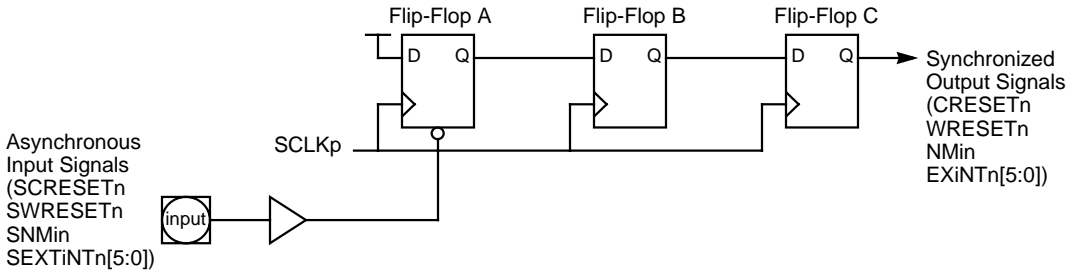 Flip-Flop A
Flip-Flop B
Flip-Flop C
D
Q
D
Q
D
Q
Synchronized
Output Signals
(CRESETn
WRESETn
NMin
EXiNTn[5:0])
SCLKp
Asynchronous
Input Signals
(SCRESETn
SWRESETn
SNMin
SEXTiNTn[5:0])
input